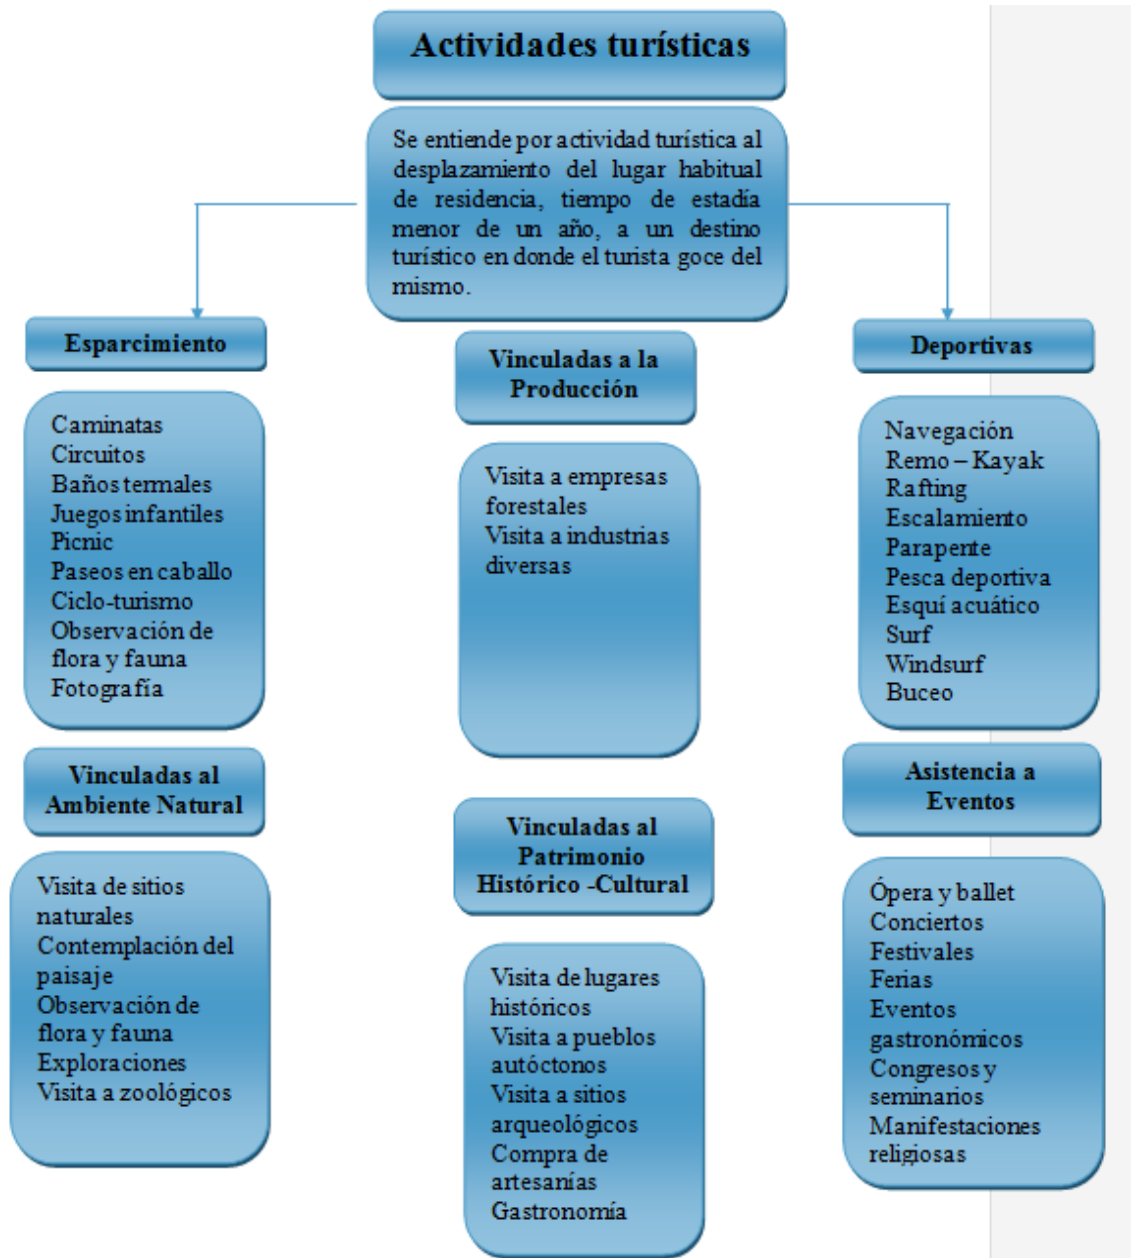 Actividades turísticas
Se entiende por actividad turística al
desplazamiento del lugar habitual
de residencia, tiempo de estadía
menor de un año, a un destino
turístico en donde el turista goce del
mismo.
Esparcimiento
Caminatas
Circuitos
Baños termales
Juegos infantiles
Picnic
Paseos en caballo
Ciclo-turismo
Observación de
flora y fauna
Fotografía
Vinculadas a la
Producción
Visita a empresas
forestales
Visita a industrias
diversas
Deportivas
Navegación
Remo – Kayak
Rafting
Escalamiento
Parapente
Pesca deportiva
Esquí acuático
Surf
Windsurf
Buceo
Vinculadas al
Ambiente Natural
Visita de sitios
naturales
Contemplación del
paisaje
Observación de
flora y fauna
Exploraciones
Visita a zoológicos
Vinculadas al
Patrimonio
Histórico -Cultural
Visita de lugares
históricos
Visita a pueblos
autóctonos
Visita a sitios
arqueológicos
Compra de
artesanías
Gastronomía
Asistencia a
Eventos
Ópera y ballet
Conciertos
Festivales
Ferias
Eventos
gastronómicos
Congresos y
seminarios
Manifestaciones
religiosas